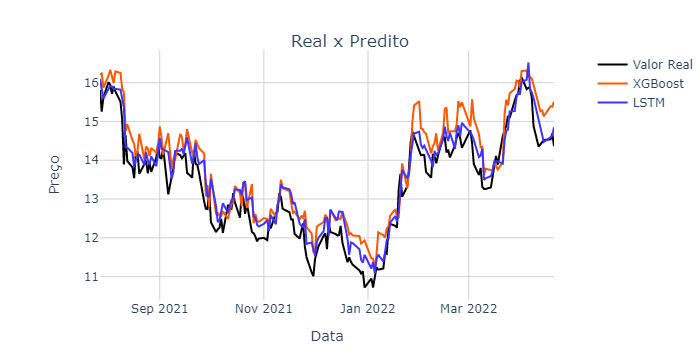 Real x Predito
Valor Real
XGBoost
LSTM
Preço
16
15
14
13
12
11
Sep 2021
Nov 2021
Jan 2022
Mar 2022
Data